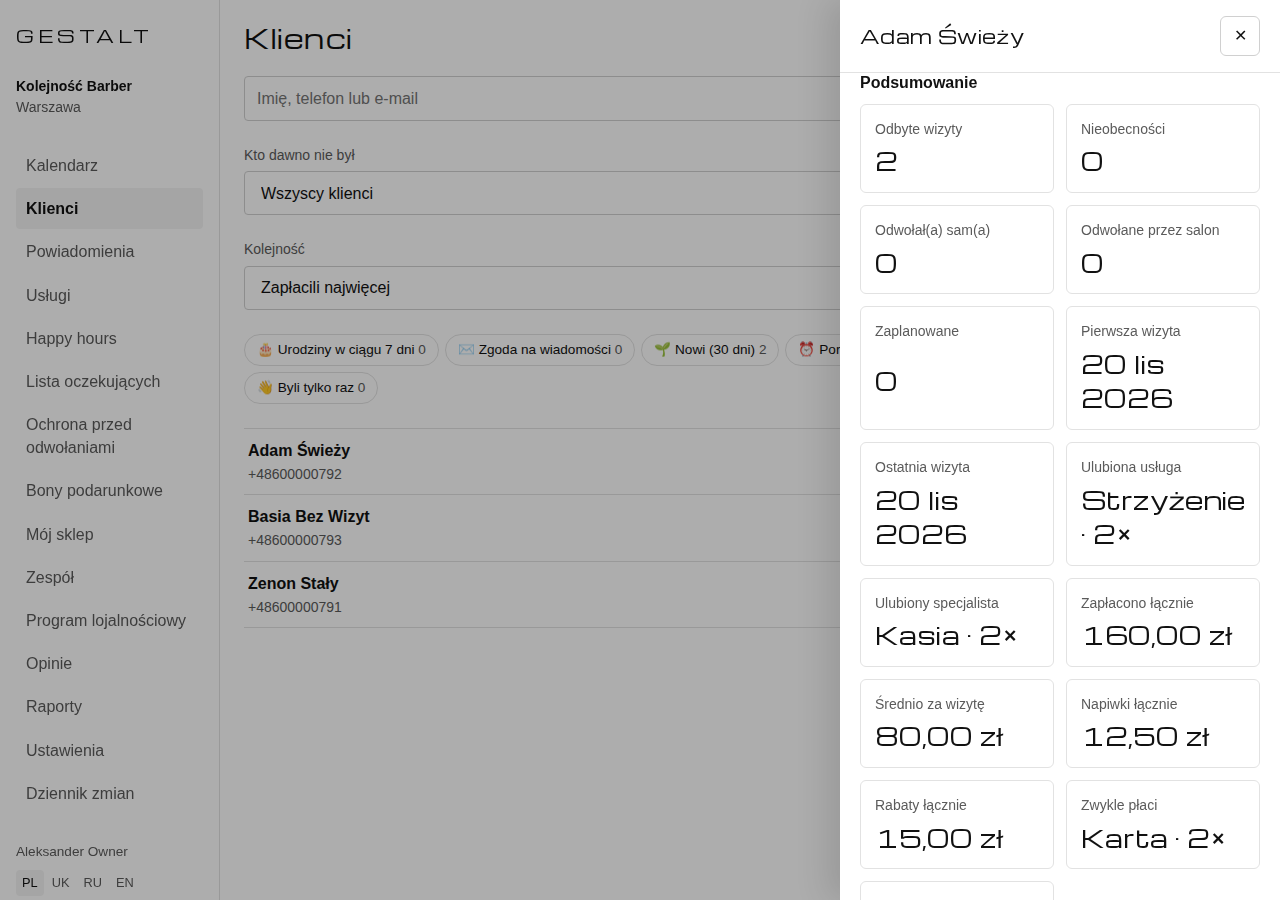 GESTALT
Kolejność Barber
Warszawa
Kalendarz
Klienci
Powiadomienia
Usługi
Happy hours
Lista oczekujących
Ochrona przed
odwołaniami
Bony podarunkowe
Mój sklep
Zespół
Program lojalnościowy
Opinie
Raporty
Ustawienia
Dziennik zmian
Aleksander Owner
PL UK RU EN
Klienci
Imię, telefon lub e-mail
Kto dawno nie był
Wszyscy klienci
Kolejność
Zapłacili najwięcej
🎂 Urodziny w ciągu 7 dni 0
✉️ Zgoda na wiadomości 0
🌱 Nowi (30 dni) 2
⏰ Por
👋 Byli tylko raz 0
Adam Świeży
+48600000792
Basia Bez Wizyt
+48600000793
Zenon Stały
+48600000791
Adam Świeży
✕
Podsumowanie
Odbyte wizyty
2
Nieobecności
0
Odwołał(a) sam(a)
0
Odwołane przez salon
0
Zaplanowane
0
Pierwsza wizyta
20 lis
2026
Ostatnia wizyta
20 lis
2026
Ulubiona usługa
Strzyżenie
· 2×
Ulubiony specjalista
Kasia · 2×
Zapłacono łącznie
160,00 zł
Średnio za wizytę
80,00 zł
Napiwki łącznie
12,50 zł
Rabaty łącznie
15,00 zł
Zwykle płaci
Karta · 2×